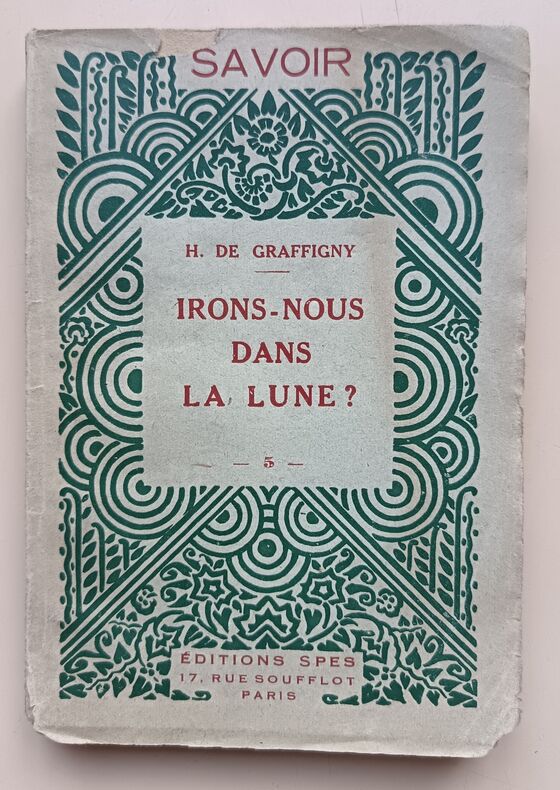 SAVOIR
H. DE GRAFFIGNY
IRONS-NOUS
DANS
LA LUNE ?
— 5 —
ÉDITIONS SPES
17, RUE SOUFFLOT
PARIS